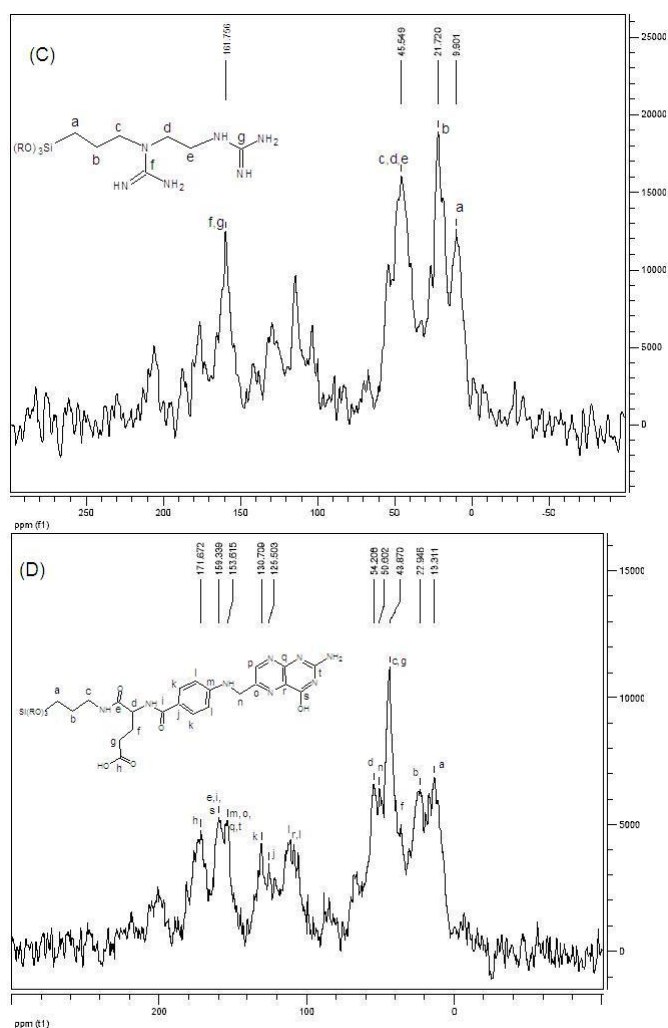 (C)
161.756 45.549 21.720 9.901
25000
20000
15000
10000
5000
0
a c d NH NH₂
(RO)₃Si b N e g
f NH
HN NH₂
f,g c,d,e b a
250 200 150 100 50 0 -50
ppm (f1)
(D)
171.672 159.339 153.615 130.709 125.503 54.208 50.602 43.870 22.946 13.311
15000
10000
5000
0
p N q N NH₂
k l m NH o N r t N
n s
OH
a c NH O e d NH i j k l
Si(RO)₃ b f O
g
HO h O
h e,i, s m,o, q,t k j l r,l d n c,g f b a
200 100 0
ppm (t1)